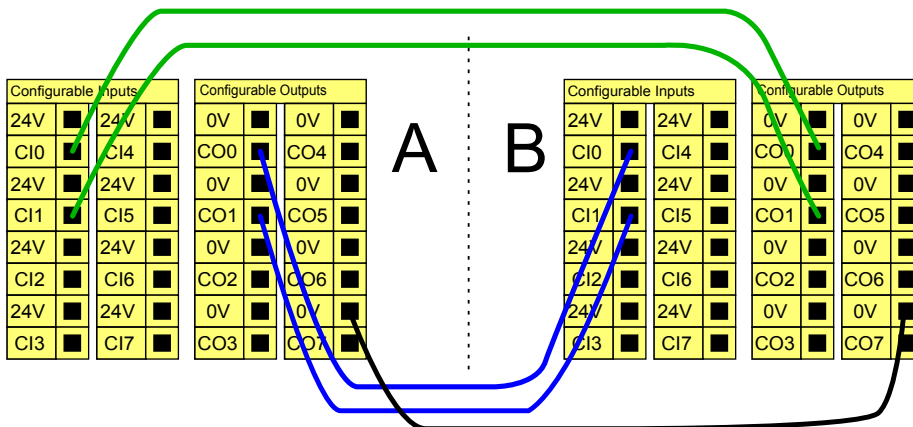 Configurable Inputs
24V 24V
CI0 CI4
24V 24V
CI1 CI5
24V 24V
CI2 CI6
24V 24V
CI3 CI7
Configurable Outputs
0V 0V
CO0 CO4
0V 0V
CO1 CO5
0V 0V
CO2 CO6
0V 0V
CO3 CO7
A
B
Configurable Inputs
24V 24V
CI0 CI4
24V 24V
CI1 CI5
24V 24V
CI2 CI6
24V 24V
CI3 CI7
Configurable Outputs
0V 0V
CO0 CO4
0V 0V
CO1 CO5
0V 0V
CO2 CO6
0V 0V
CO3 CO7